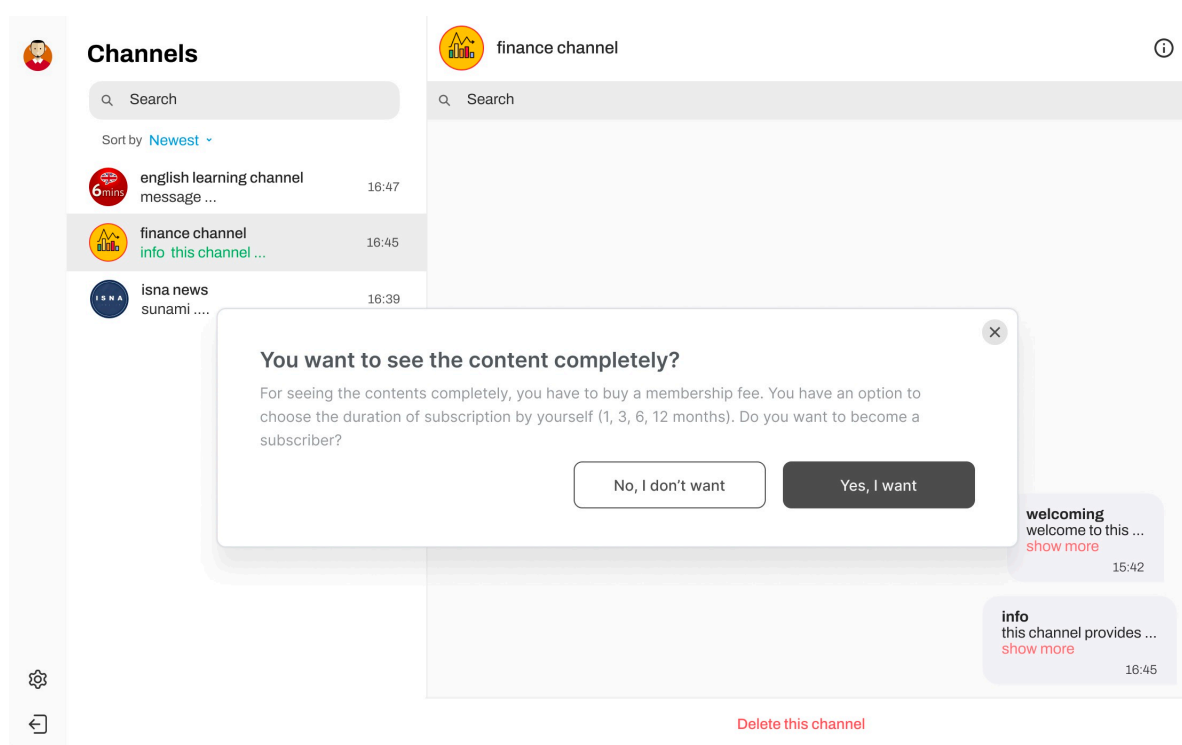 Channels
Search
Sort by Newest
6mins
english learning channel
16:47
message ...
finance channel
16:45
info this channel ...
ISNA
isna news
16:39
sunami ....
finance channel
Search
You want to see the content completely?
For seeing the contents completely, you have to buy a membership fee. You have an option to
choose the duration of subscription by yourself (1, 3, 6, 12 months). Do you want to become a
subscriber?
No, I don’t want
Yes, I want
welcoming
welcome to this ...
show more
15:42
info
this channel provides ...
show more
16:45
Delete this channel